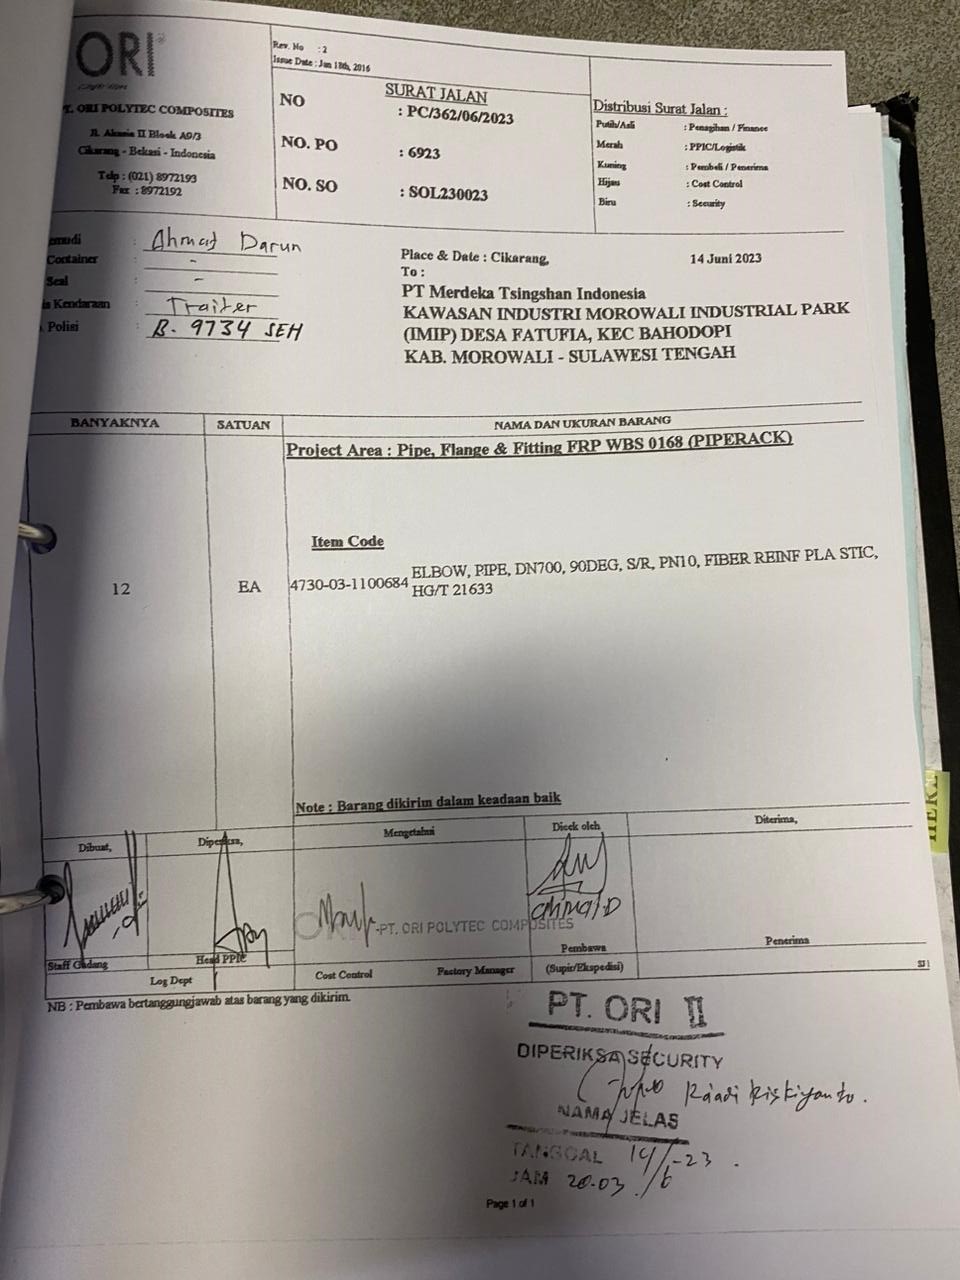 ORI
PT. ORI POLYTEC COMPOSITES
Jl. Akasia II Block A9/3
Cikarang - Bekasi - Indonesia
Telp : (021) 8972193
Fax : 8972192
Rev. No : 2
Issue Date : Jan 18th, 2016
SURAT JALAN
NO : PC/362/06/2023
NO. PO : 6923
NO. SO : SOL230023
Distribusi Surat Jalan :
Putih/Asli : Penagihan / Finance
Merah : PPIC/Logistik
Kuning : Pembeli / Penerima
Hijau : Cost Control
Biru : Security
emudi : Ahmad Darun
Container : -
Seal : -
is Kendaraan : Trailer
. Polisi : B. 9734 SEH
Place & Date : Cikarang, 14 Juni 2023
To :
PT Merdeka Tsingshan Indonesia
KAWASAN INDUSTRI MOROWALI INDUSTRIAL PARK
(IMIP) DESA FATUFIA, KEC BAHODOPI
KAB. MOROWALI - SULAWESI TENGAH
BANYAKNYA SATUAN NAMA DAN UKURAN BARANG
Project Area : Pipe, Flange & Fitting FRP WBS 0168 (PIPERACK)
Item Code
12 EA 4730-03-1100684 ELBOW, PIPE, DN700, 90DEG, S/R, PN10, FIBER REINF PLA STIC,
HG/T 21633
Note : Barang dikirim dalam keadaan baik
Dibuat, Diperiksa, Mengetahui Dicek oleh Diterima,
ahmad D
PT. ORI POLYTEC COMPOSITES
Staff Gudang Head PPIC Pembawa Penerima
Log Dept Cost Control Factory Manager (Supir/Ekspedisi)
SJ1
NB : Pembawa bertanggungjawab atas barang yang dikirim.
PT. ORI II
DIPERIKSA SECURITY
Riskiyanto.
NAMA JELAS
TANGGAL 14/6-23.
JAM 20.03
Page 1 of 1